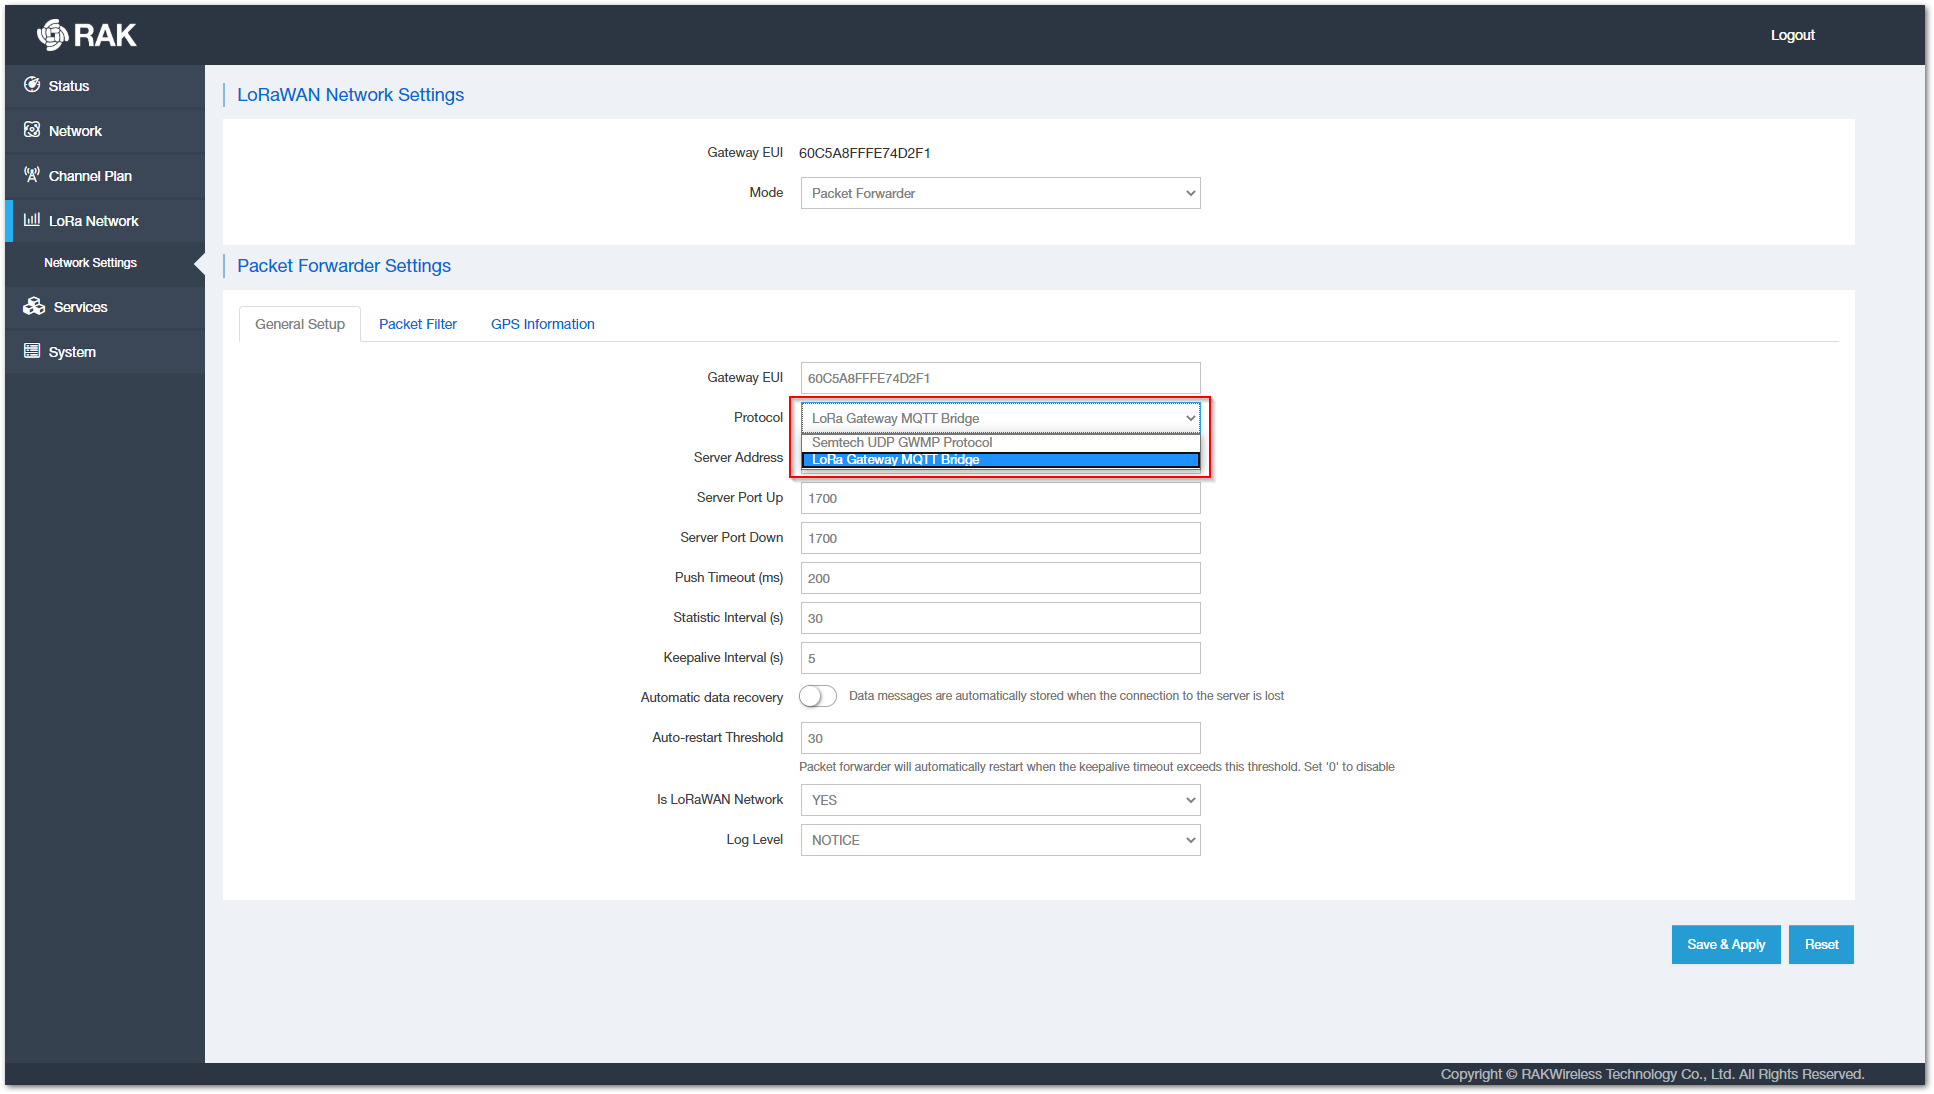 RAK
Logout
Status
Network
Channel Plan
LoRa Network
Network Settings
Services
System
LoRaWAN Network Settings
Gateway EUI 60C5A8FFFE74D2F1
Mode Packet Forwarder
Packet Forwarder Settings
General Setup Packet Filter GPS Information
Gateway EUI 60C5A8FFFE74D2F1
Protocol LoRa Gateway MQTT Bridge
Semtech UDP GWMP Protocol
Server Address LoRa Gateway MQTT Bridge
Server Port Up 1700
Server Port Down 1700
Push Timeout (ms) 200
Statistic Interval (s) 30
Keepalive Interval (s) 5
Automatic data recovery Data messages are automatically stored when the connection to the server is lost
Auto-restart Threshold 30
Packet forwarder will automatically restart when the keepalive timeout exceeds this threshold. Set '0' to disable
Is LoRaWAN Network YES
Log Level NOTICE
Save & Apply Reset
Copyright © RAKWireless Technology Co., Ltd. All Rights Reserved.